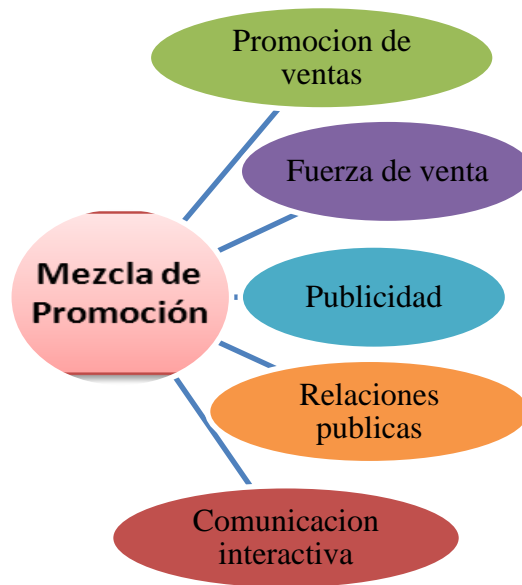 Promocion de
ventas
Fuerza de venta
Mezcla de
Promoción
Publicidad
Relaciones
publicas
Comunicacion
interactiva